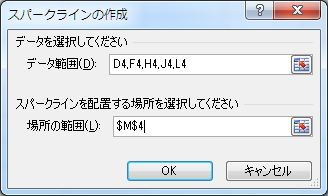 スパークラインの作成
データを選択してください
データ範囲(D): D4,F4,H4,J4,L4
スパークラインを配置する場所を選択してください
場所の範囲(L): $M$4
OK キャンセル